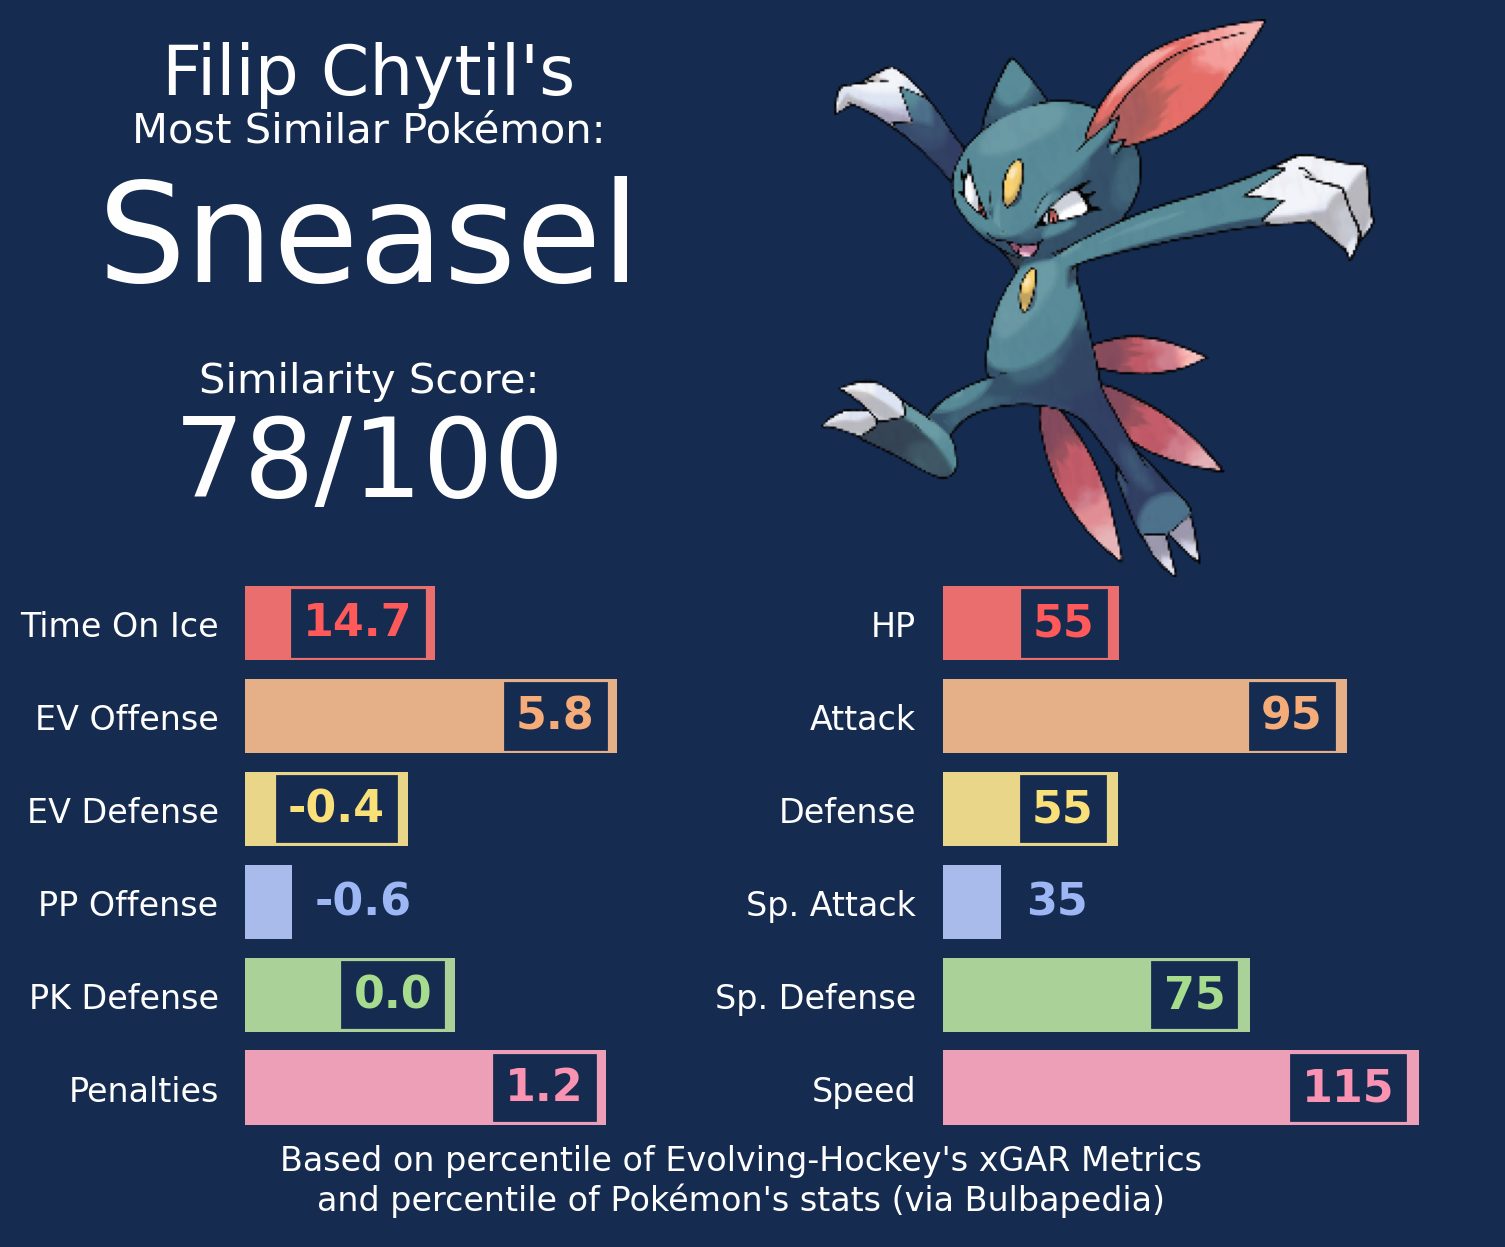 Filip Chytil's
Most Similar Pokémon:
Sneasel
Similarity Score:
78/100
Time On Ice 14.7
EV Offense 5.8
EV Defense -0.4
PP Offense -0.6
PK Defense 0.0
Penalties 1.2
HP 55
Attack 95
Defense 55
Sp. Attack 35
Sp. Defense 75
Speed 115
Based on percentile of Evolving-Hockey's xGAR Metrics
and percentile of Pokémon's stats (via Bulbapedia)